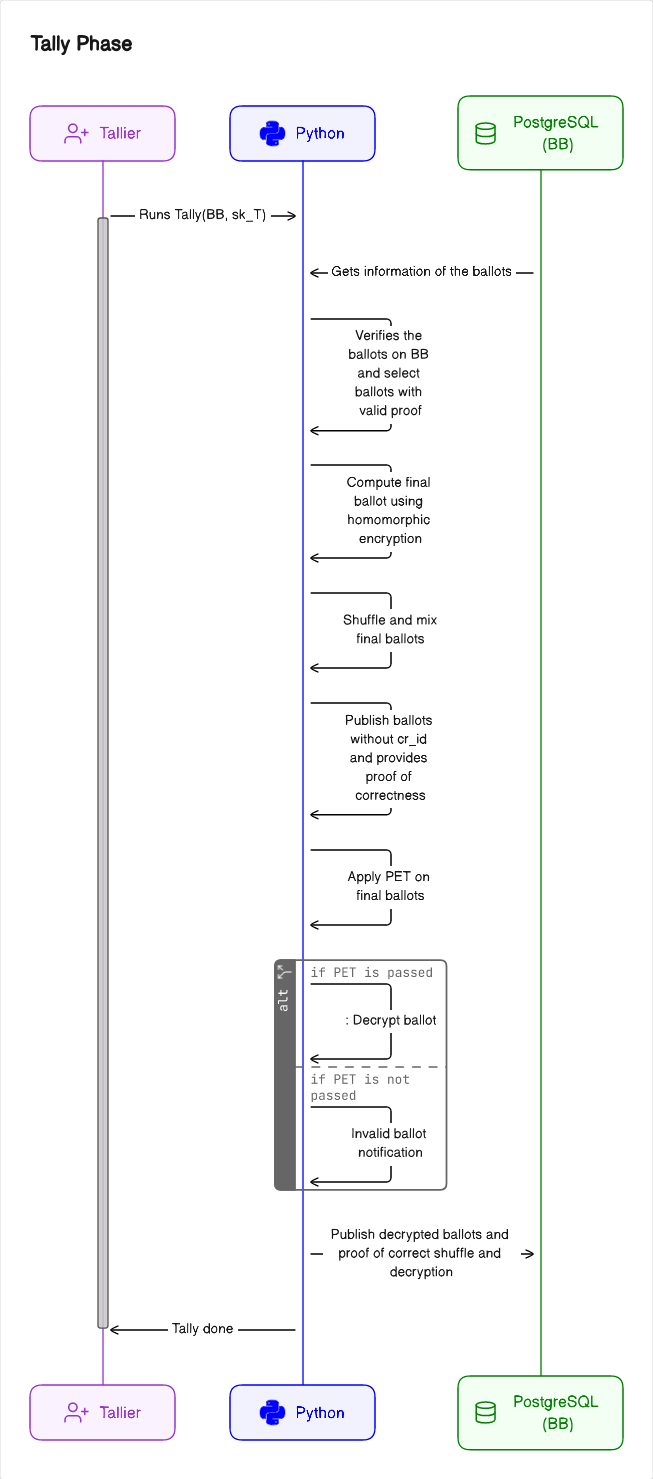 Tally Phase
Tallier
Python
PostgreSQL
(BB)
Runs Tally(BB, sk_T)
Gets information of the ballots
Verifies the
ballots on BB
and select
ballots with
valid proof
Compute final
ballot using
homomorphic
encryption
Shuffle and mix
final ballots
Publish ballots
without cr_id
and provides
proof of
correctness
Apply PET on
final ballots
alt
if PET is passed
: Decrypt ballot
if PET is not
passed
Invalid ballot
notification
Publish decrypted ballots and
proof of correct shuffle and
decryption
Tally done
Tallier
Python
PostgreSQL
(BB)